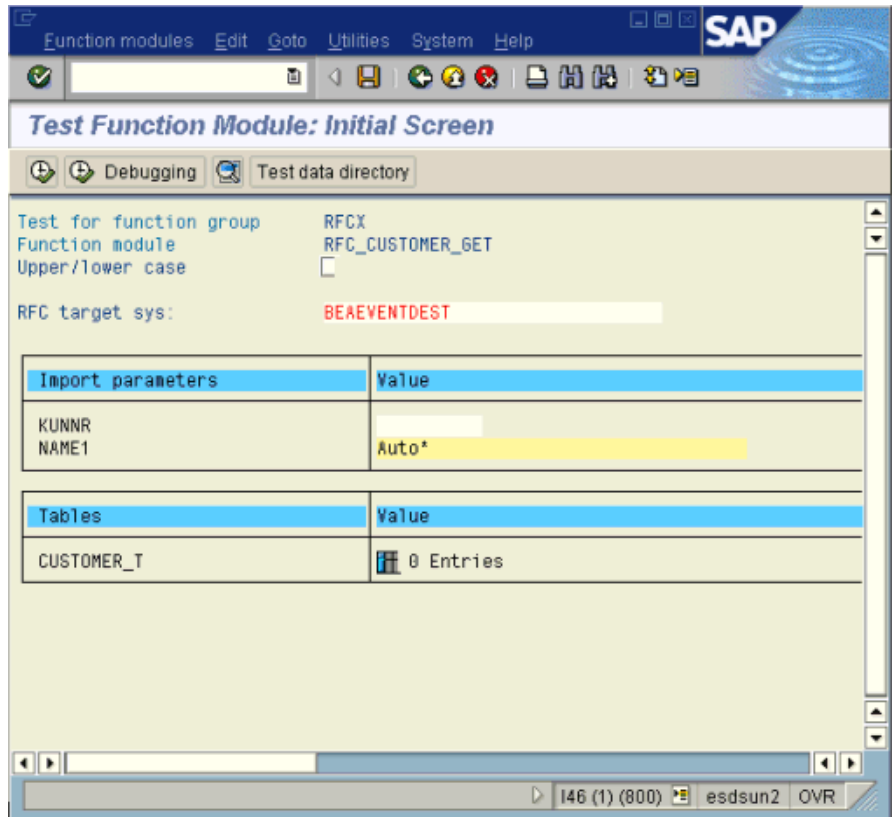 Function modules Edit Goto Utilities System Help
SAP
Test Function Module: Initial Screen
Debugging Test data directory
Test for function group RFCX
Function module RFC_CUSTOMER_GET
Upper/lower case
RFC target sys: BEAEVENTDEST
Import parameters Value
KUNNR
NAME1 Auto*
Tables Value
CUSTOMER_T 0 Entries
I46 (1) (800) esdsun2 OVR